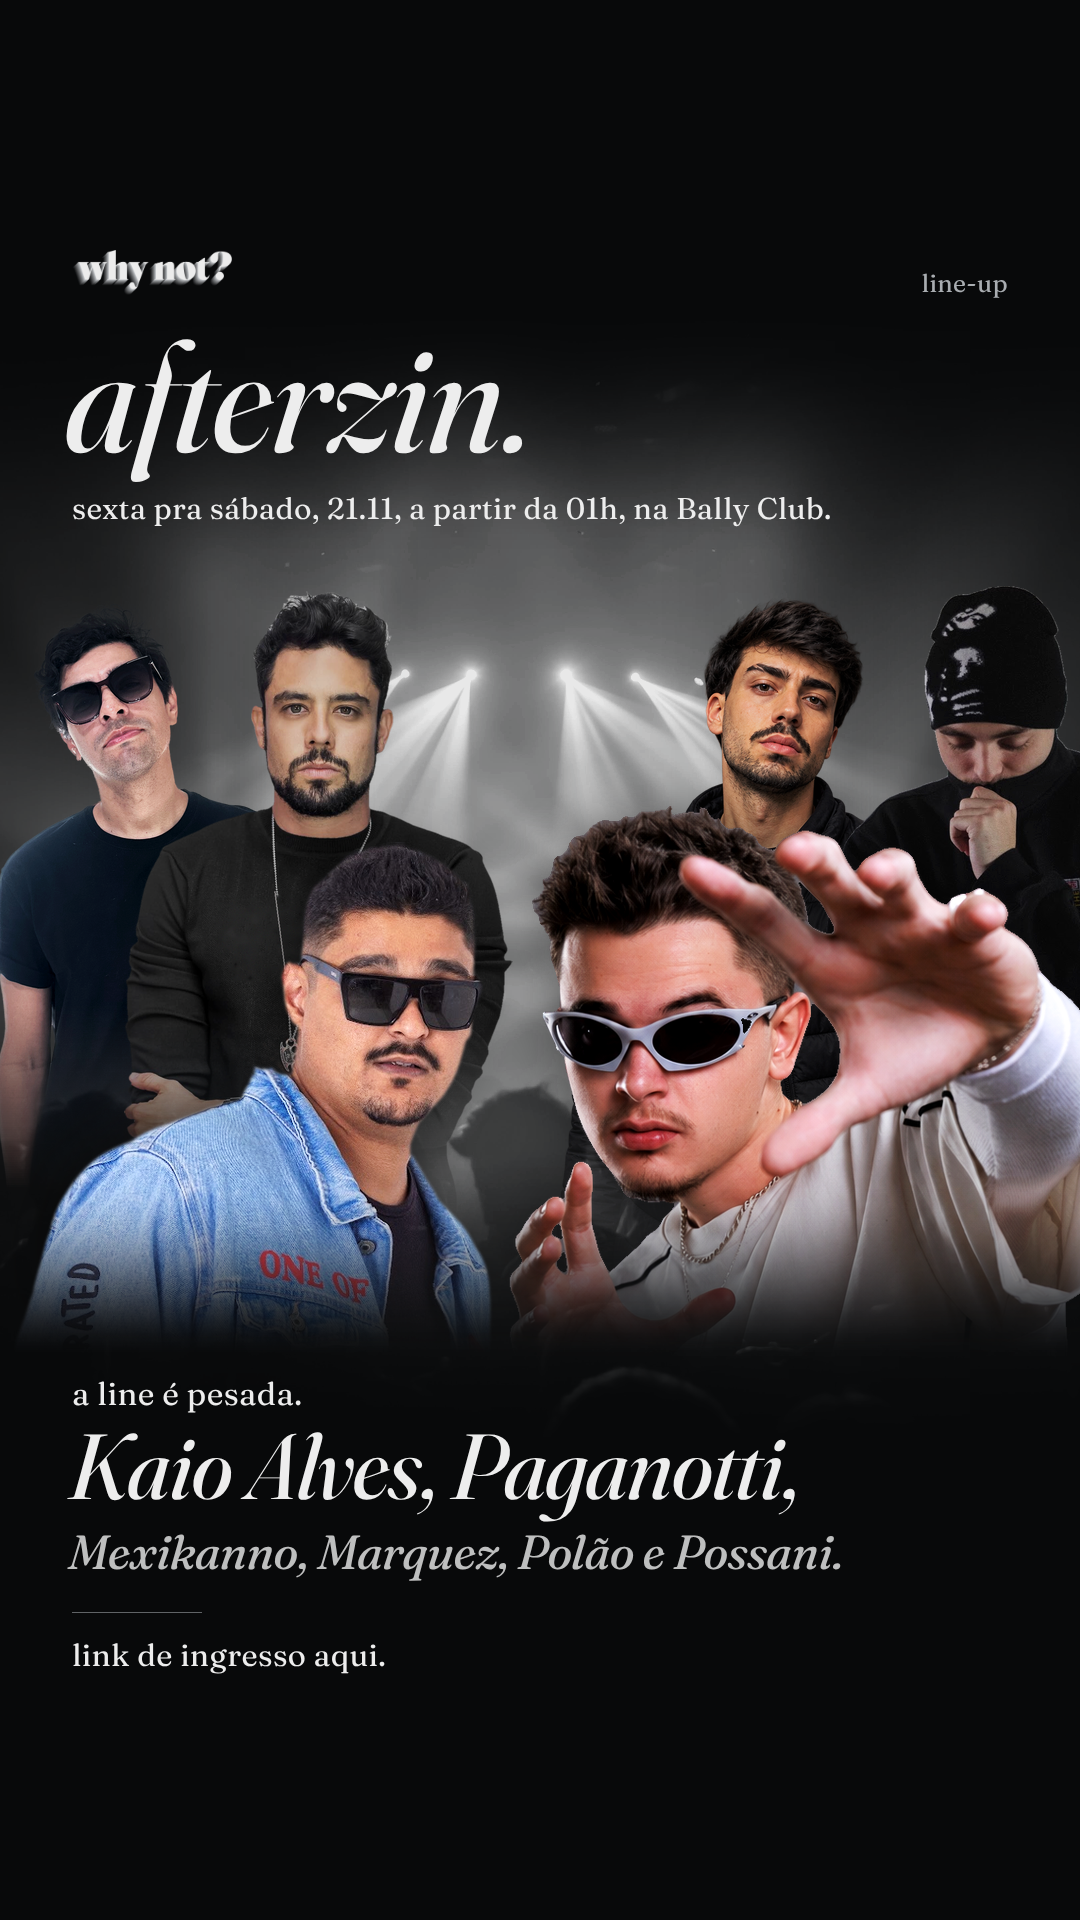 why not?
line-up
afterzin.
sexta pra sábado, 21.11, a partir da 01h, na Bally Club.
ONE OF
RATED
a line é pesada.
Kaio Alves, Paganotti,
Mexikanno, Marquez, Polão e Possani.
link de ingresso aqui.